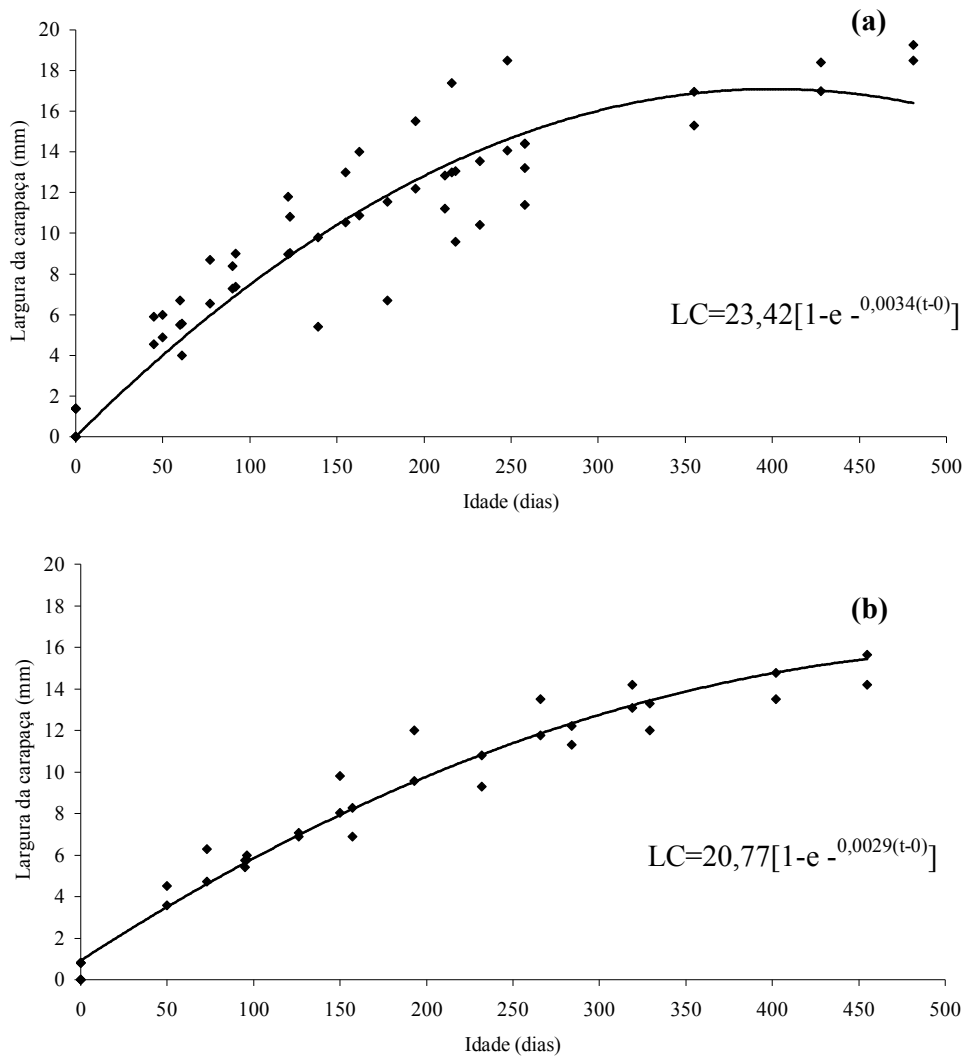 (a)
20
18
16
14
12
10
8
6
4
2
0
Largura da carapaça (mm)
LC=23,42[1-e -0,0034(t-0)]
0 50 100 150 200 250 300 350 400 450 500
Idade (dias)
(b)
20
18
16
14
12
10
8
6
4
2
0
Largura da carapaça (mm)
LC=20,77[1-e -0,0029(t-0)]
0 50 100 150 200 250 300 350 400 450 500
Idade (dias)